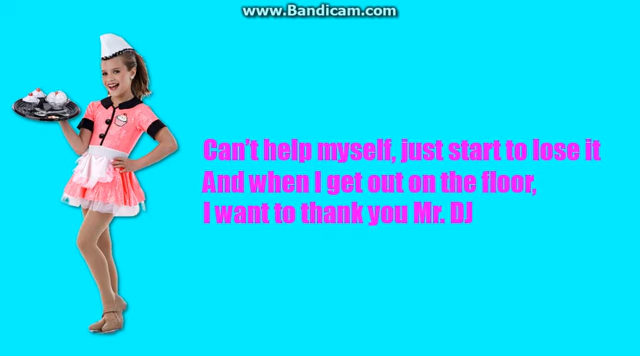 www.Bandicam.com
Can't help myself, just start to lose it
And when I get out on the floor,
I want to thank you Mr. DJ